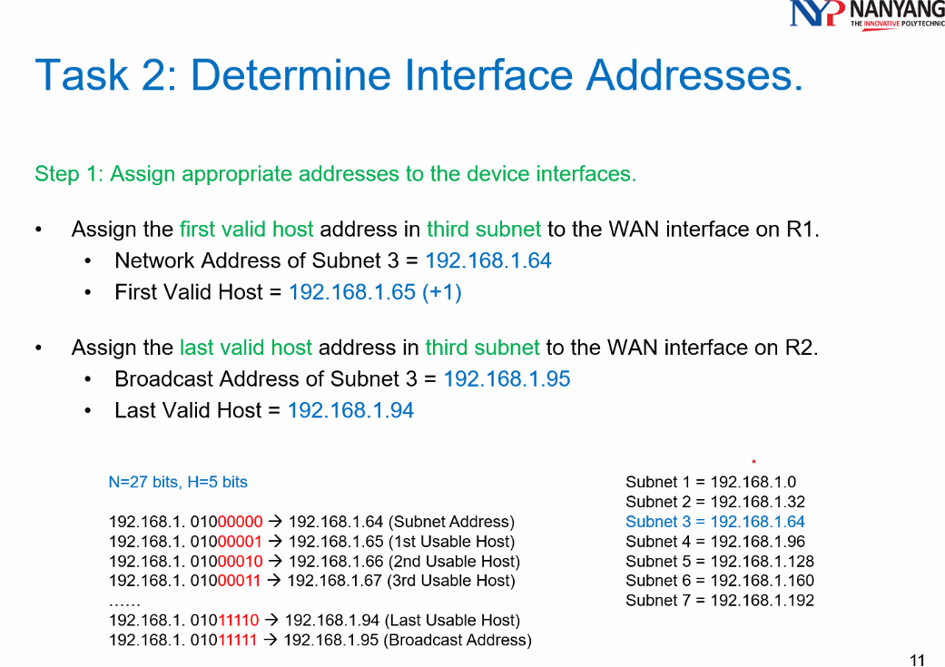 NYP NANYANG
THE INNOVATIVE POLYTECHNIC
Task 2: Determine Interface Addresses.
Step 1: Assign appropriate addresses to the device interfaces.
• Assign the first valid host address in third subnet to the WAN interface on R1.
• Network Address of Subnet 3 = 192.168.1.64
• First Valid Host = 192.168.1.65 (+1)
• Assign the last valid host address in third subnet to the WAN interface on R2.
• Broadcast Address of Subnet 3 = 192.168.1.95
• Last Valid Host = 192.168.1.94
N=27 bits, H=5 bits
192.168.1. 01000000 → 192.168.1.64 (Subnet Address)
192.168.1. 01000001 → 192.168.1.65 (1st Usable Host)
192.168.1. 01000010 → 192.168.1.66 (2nd Usable Host)
192.168.1. 01000011 → 192.168.1.67 (3rd Usable Host)
……
192.168.1. 01011110 → 192.168.1.94 (Last Usable Host)
192.168.1. 01011111 → 192.168.1.95 (Broadcast Address)
Subnet 1 = 192.168.1.0
Subnet 2 = 192.168.1.32
Subnet 3 = 192.168.1.64
Subnet 4 = 192.168.1.96
Subnet 5 = 192.168.1.128
Subnet 6 = 192.168.1.160
Subnet 7 = 192.168.1.192
11